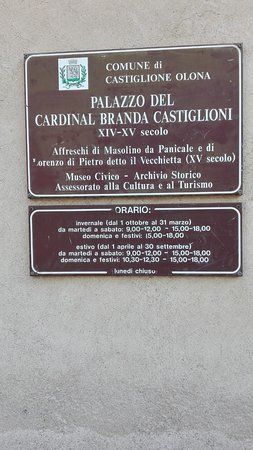 COMUNE di
CASTIGLIONE OLONA
PALAZZO DEL
CARDINAL BRANDA CASTIGLIONI
XIV-XV secolo
Affreschi di Masolino da Panicale e di
Lorenzo di Pietro detto il Vecchietta (XV secolo)
Museo Civico - Archivio Storico
Assessorato alla Cultura e al Turismo
ORARIO:
invernale (dal 1 ottobre al 31 marzo)
da martedì a sabato: 9,00-12,00 - 15,00-18,00
domenica e festivi: 15,00-18,00
estivo (dal 1 aprile al 30 settembre)
da martedì a sabato: 9,00-12,00 - 15,00-18,00
domenica e festivi: 10,30-12,30 - 15,00-18,00
lunedì chiuso